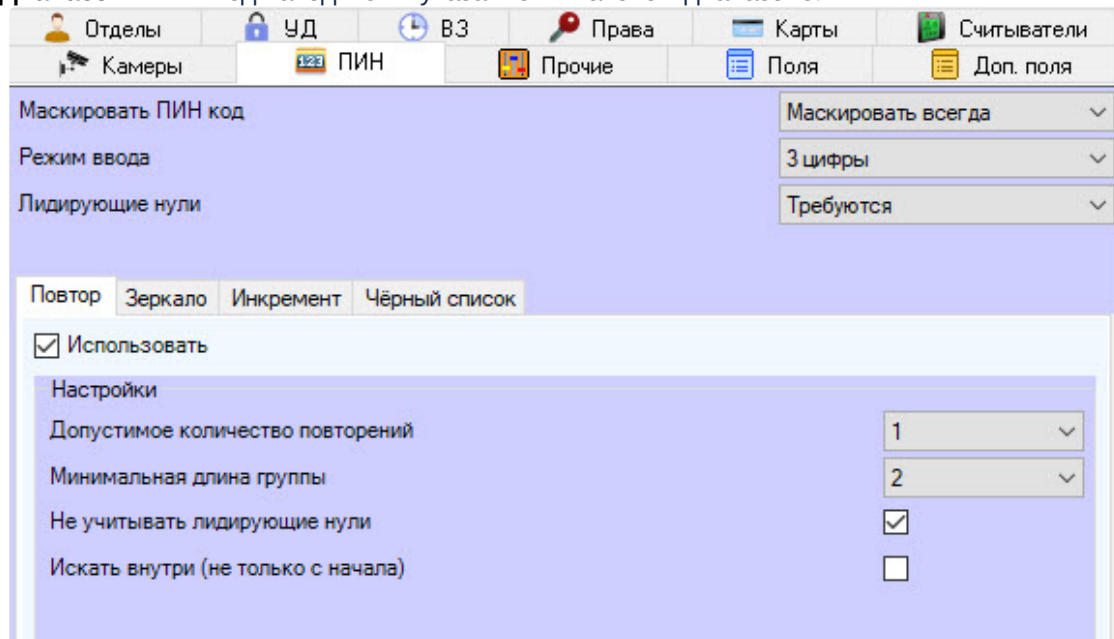 Отделы УД ВЗ Права Карты Считыватели
Камеры 123 ПИН Прочие Поля Доп. поля
Маскировать ПИН код Маскировать всегда
Режим ввода 3 цифры
Лидирующие нули Требуются
Повтор Зеркало Инкремент Чёрный список
Использовать
Настройки
Допустимое количество повторений 1
Минимальная длина группы 2
Не учитывать лидирующие нули
Искать внутри (не только с начала)